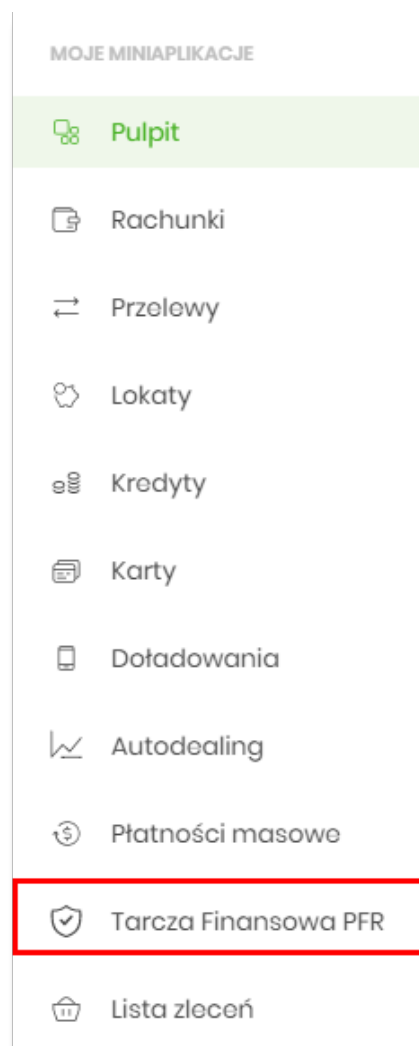 MOJE MINIAPLIKACJE
Pulpit
Rachunki
Przelewy
Lokaty
Kredyty
Karty
Doładowania
Autodealing
Płatności masowe
Tarcza Finansowa PFR
Lista zleceń